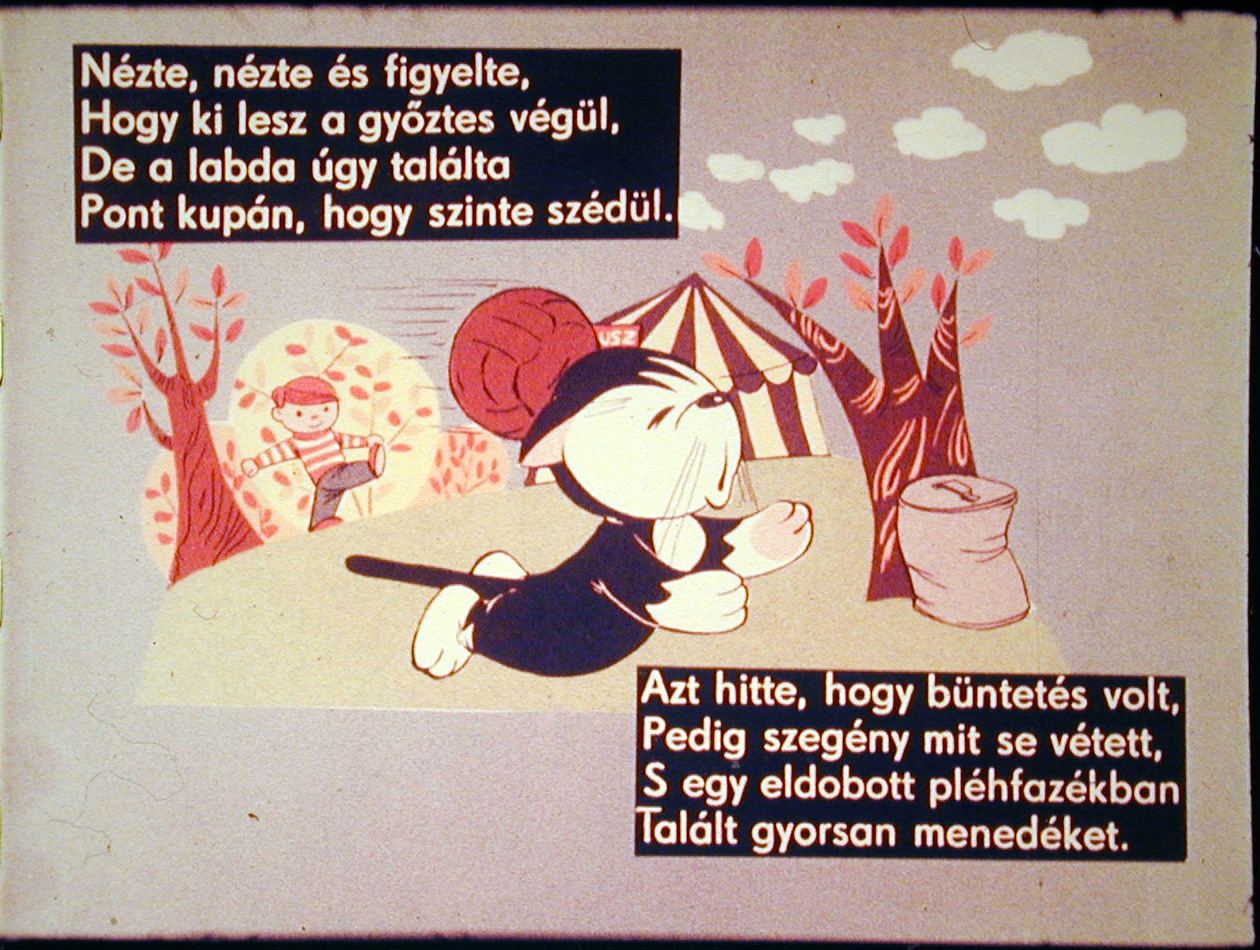 Nézte, nézte és figyelte,
Hogy ki lesz a győztes végül,
De a labda úgy találta
Pont kupán, hogy szinte szédül.
USZ
Azt hitte, hogy büntetés volt,
Pedig szegény mit se vétett,
S egy eldobott pléhfazékban
Talált gyorsan menedéket.